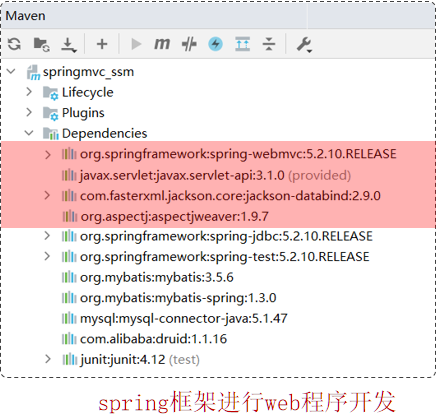 Maven
springmvc_ssm
Lifecycle
Plugins
Dependencies
org.springframework:spring-webmvc:5.2.10.RELEASE
javax.servlet:javax.servlet-api:3.1.0 (provided)
com.fasterxml.jackson.core:jackson-databind:2.9.0
org.aspectj:aspectjweaver:1.9.7
org.springframework:spring-jdbc:5.2.10.RELEASE
org.springframework:spring-test:5.2.10.RELEASE
org.mybatis:mybatis:3.5.6
org.mybatis:mybatis-spring:1.3.0
mysql:mysql-connector-java:5.1.47
com.alibaba:druid:1.1.16
junit:junit:4.12 (test)
spring框架进行web程序开发